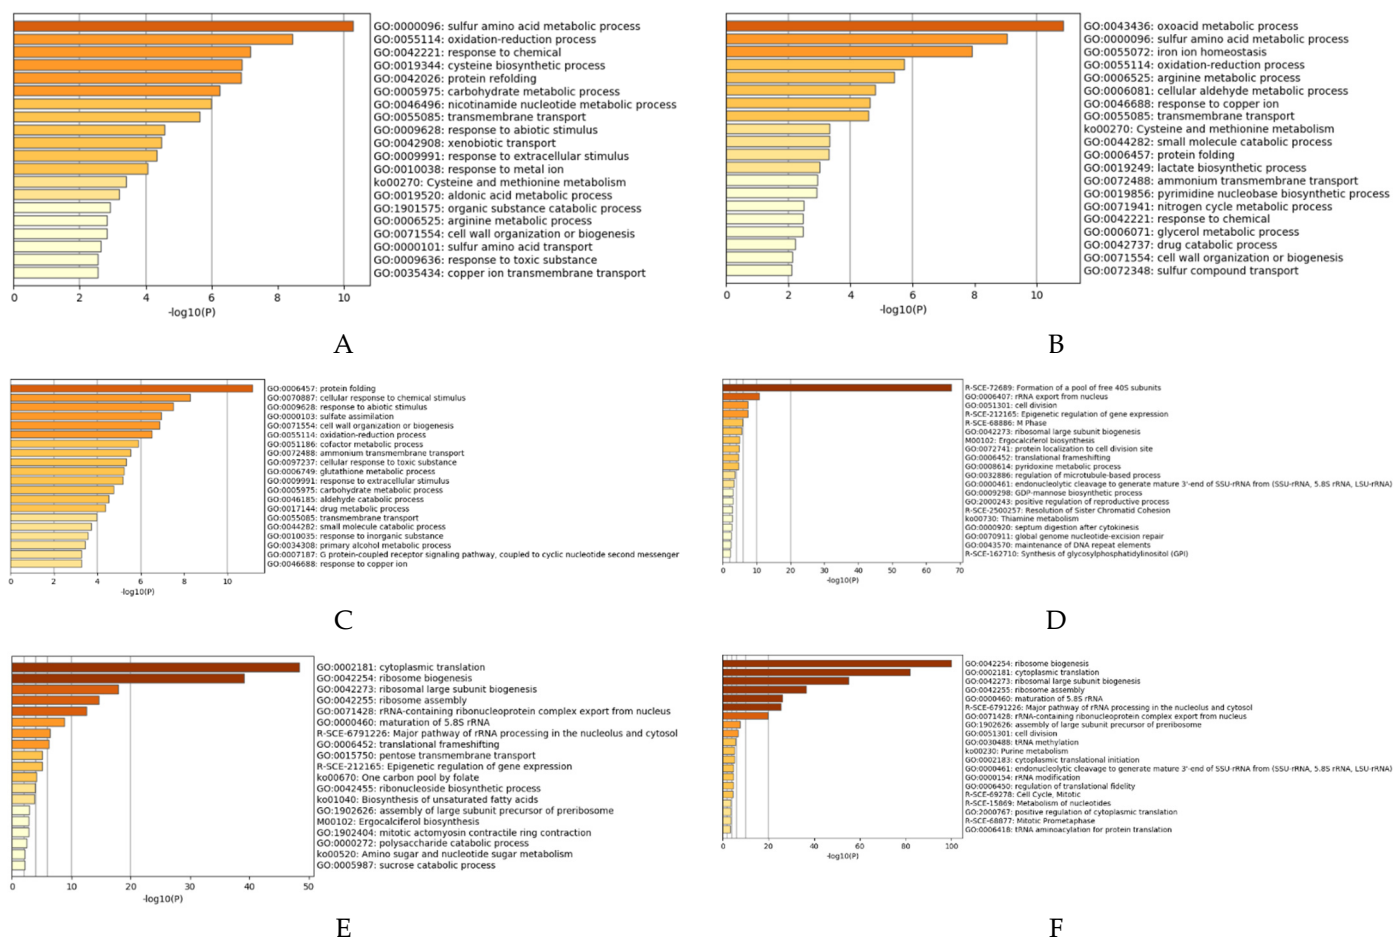 GO:0000096: sulfur amino acid metabolic process
GO:0055114: oxidation-reduction process
GO:0042221: response to chemical
GO:0019344: cysteine biosynthetic process
GO:0042026: protein refolding
GO:0005975: carbohydrate metabolic process
GO:0046496: nicotinamide nucleotide metabolic process
GO:0055085: transmembrane transport
GO:0009628: response to abiotic stimulus
GO:0042908: xenobiotic transport
GO:0009991: response to extracellular stimulus
GO:0010038: response to metal ion
ko00270: Cysteine and methionine metabolism
GO:0019520: aldonic acid metabolic process
GO:1901575: organic substance catabolic process
GO:0006525: arginine metabolic process
GO:0071554: cell wall organization or biogenesis
GO:0000101: sulfur amino acid transport
GO:0009636: response to toxic substance
GO:0035434: copper ion transmembrane transport
0 2 4 6 8 10
-log10(P)
A
GO:0043436: oxoacid metabolic process
GO:0000096: sulfur amino acid metabolic process
GO:0055072: iron ion homeostasis
GO:0055114: oxidation-reduction process
GO:0006525: arginine metabolic process
GO:0006081: cellular aldehyde metabolic process
GO:0046688: response to copper ion
GO:0055085: transmembrane transport
ko00270: Cysteine and methionine metabolism
GO:0044282: small molecule catabolic process
GO:0006457: protein folding
GO:0019249: lactate biosynthetic process
GO:0072488: ammonium transmembrane transport
GO:0019856: pyrimidine nucleobase biosynthetic process
GO:0071941: nitrogen cycle metabolic process
GO:0042221: response to chemical
GO:0006071: glycerol metabolic process
GO:0042737: drug catabolic process
GO:0071554: cell wall organization or biogenesis
GO:0072348: sulfur compound transport
0 2 4 6 8 10
-log10(P)
B
GO:0006457: protein folding
GO:0070887: cellular response to chemical stimulus
GO:0009628: response to abiotic stimulus
GO:0000103: sulfate assimilation
GO:0071554: cell wall organization or biogenesis
GO:0055114: oxidation-reduction process
GO:0051186: cofactor metabolic process
GO:0072488: ammonium transmembrane transport
GO:0097237: cellular response to toxic substance
GO:0006749: glutathione metabolic process
GO:0009991: response to extracellular stimulus
GO:0005975: carbohydrate metabolic process
GO:0046185: aldehyde catabolic process
GO:0017144: drug metabolic process
GO:0055085: transmembrane transport
GO:0044282: small molecule catabolic process
GO:0010035: response to inorganic substance
GO:0034308: primary alcohol metabolic process
GO:0007187: G protein-coupled receptor signaling pathway, coupled to cyclic nucleotide second messenger
GO:0046688: response to copper ion
0 2 4 6 8 10
-log10(P)
C
R-SCE-72689: Formation of a pool of free 40S subunits
GO:0006407: rRNA export from nucleus
GO:0051301: cell division
R-SCE-212165: Epigenetic regulation of gene expression
R-SCE-68886: M Phase
GO:0042273: ribosomal large subunit biogenesis
M00102: Ergocalciferol biosynthesis
GO:0072741: protein localization to cell division site
GO:0006452: translational frameshifting
GO:0008614: pyridoxine metabolic process
GO:0032886: regulation of microtubule-based process
GO:0000461: endonucleolytic cleavage to generate mature 3'-end of SSU-rRNA from (SSU-rRNA, 5.8S rRNA, LSU-rRNA)
GO:0009298: GDP-mannose biosynthetic process
GO:2000243: positive regulation of reproductive process
R-SCE-2500257: Resolution of Sister Chromatid Cohesion
ko00730: Thiamine metabolism
GO:0000920: septum digestion after cytokinesis
GO:0070911: global genome nucleotide-excision repair
GO:0043570: maintenance of DNA repeat elements
R-SCE-162710: Synthesis of glycosylphosphatidylinositol (GPI)
0 10 20 30 40 50 60 70
-log10(P)
D
GO:0002181: cytoplasmic translation
GO:0042254: ribosome biogenesis
GO:0042273: ribosomal large subunit biogenesis
GO:0042255: ribosome assembly
GO:0071428: rRNA-containing ribonucleoprotein complex export from nucleus
GO:0000460: maturation of 5.8S rRNA
R-SCE-6791226: Major pathway of rRNA processing in the nucleolus and cytosol
GO:0006452: translational frameshifting
GO:0015750: pentose transmembrane transport
R-SCE-212165: Epigenetic regulation of gene expression
ko00670: One carbon pool by folate
GO:0042455: ribonucleoside biosynthetic process
ko01040: Biosynthesis of unsaturated fatty acids
GO:1902626: assembly of large subunit precursor of preribosome
M00102: Ergocalciferol biosynthesis
GO:1902404: mitotic actomyosin contractile ring contraction
GO:0000272: polysaccharide catabolic process
ko00520: Amino sugar and nucleotide sugar metabolism
GO:0005987: sucrose catabolic process
0 10 20 30 40 50
-log10(P)
E
GO:0042254: ribosome biogenesis
GO:0002181: cytoplasmic translation
GO:0042273: ribosomal large subunit biogenesis
GO:0042255: ribosome assembly
GO:0000460: maturation of 5.8S rRNA
R-SCE-6791226: Major pathway of rRNA processing in the nucleolus and cytosol
GO:0071428: rRNA-containing ribonucleoprotein complex export from nucleus
GO:1902626: assembly of large subunit precursor of preribosome
GO:0051301: cell division
GO:0030488: tRNA methylation
ko00230: Purine metabolism
GO:0002183: cytoplasmic translational initiation
GO:0000461: endonucleolytic cleavage to generate mature 3'-end of SSU-rRNA from (SSU-rRNA, 5.8S rRNA, LSU-rRNA)
GO:0000154: rRNA modification
GO:0006450: regulation of translational fidelity
R-SCE-69278: Cell Cycle, Mitotic
R-SCE-15869: Metabolism of nucleotides
GO:2000767: positive regulation of cytoplasmic translation
R-SCE-68877: Mitotic Prometaphase
GO:0006418: tRNA aminoacylation for protein translation
0 20 40 60 80 100
-log10(P)
F